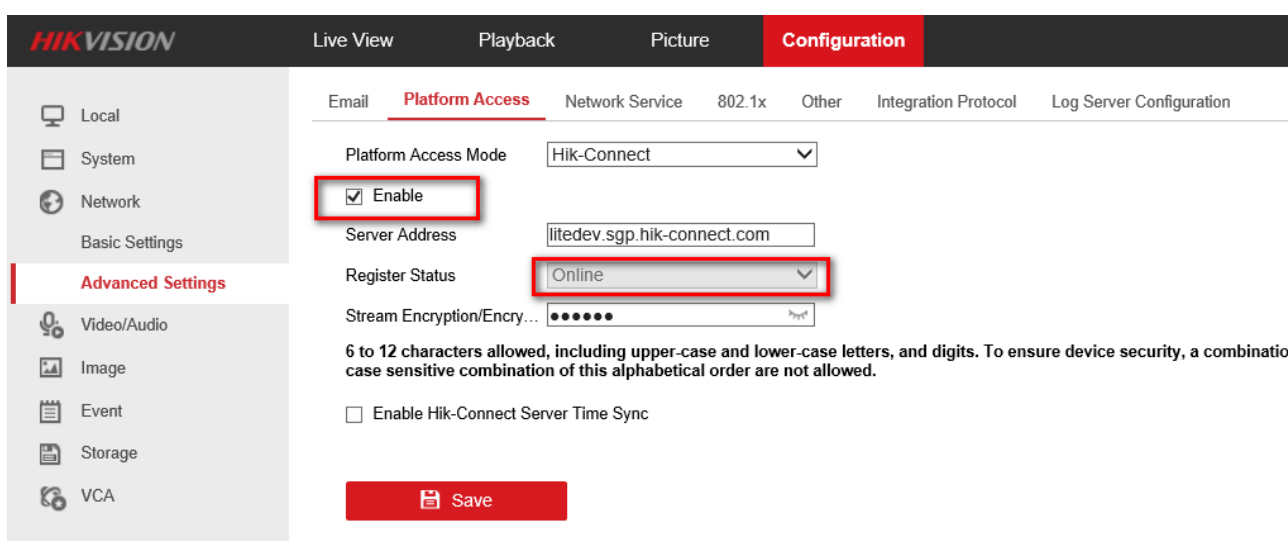 HIKVISION
Live View Playback Picture Configuration
Local
System
Network
Basic Settings
Advanced Settings
Video/Audio
Image
Event
Storage
VCA
Email Platform Access Network Service 802.1x Other Integration Protocol Log Server Configuration
Platform Access Mode Hik-Connect
Enable
Server Address litedev.sgp.hik-connect.com
Register Status Online
Stream Encryption/Encry... ●●●●●●
6 to 12 characters allowed, including upper-case and lower-case letters, and digits. To ensure device security, a combinatio
case sensitive combination of this alphabetical order are not allowed.
Enable Hik-Connect Server Time Sync
Save